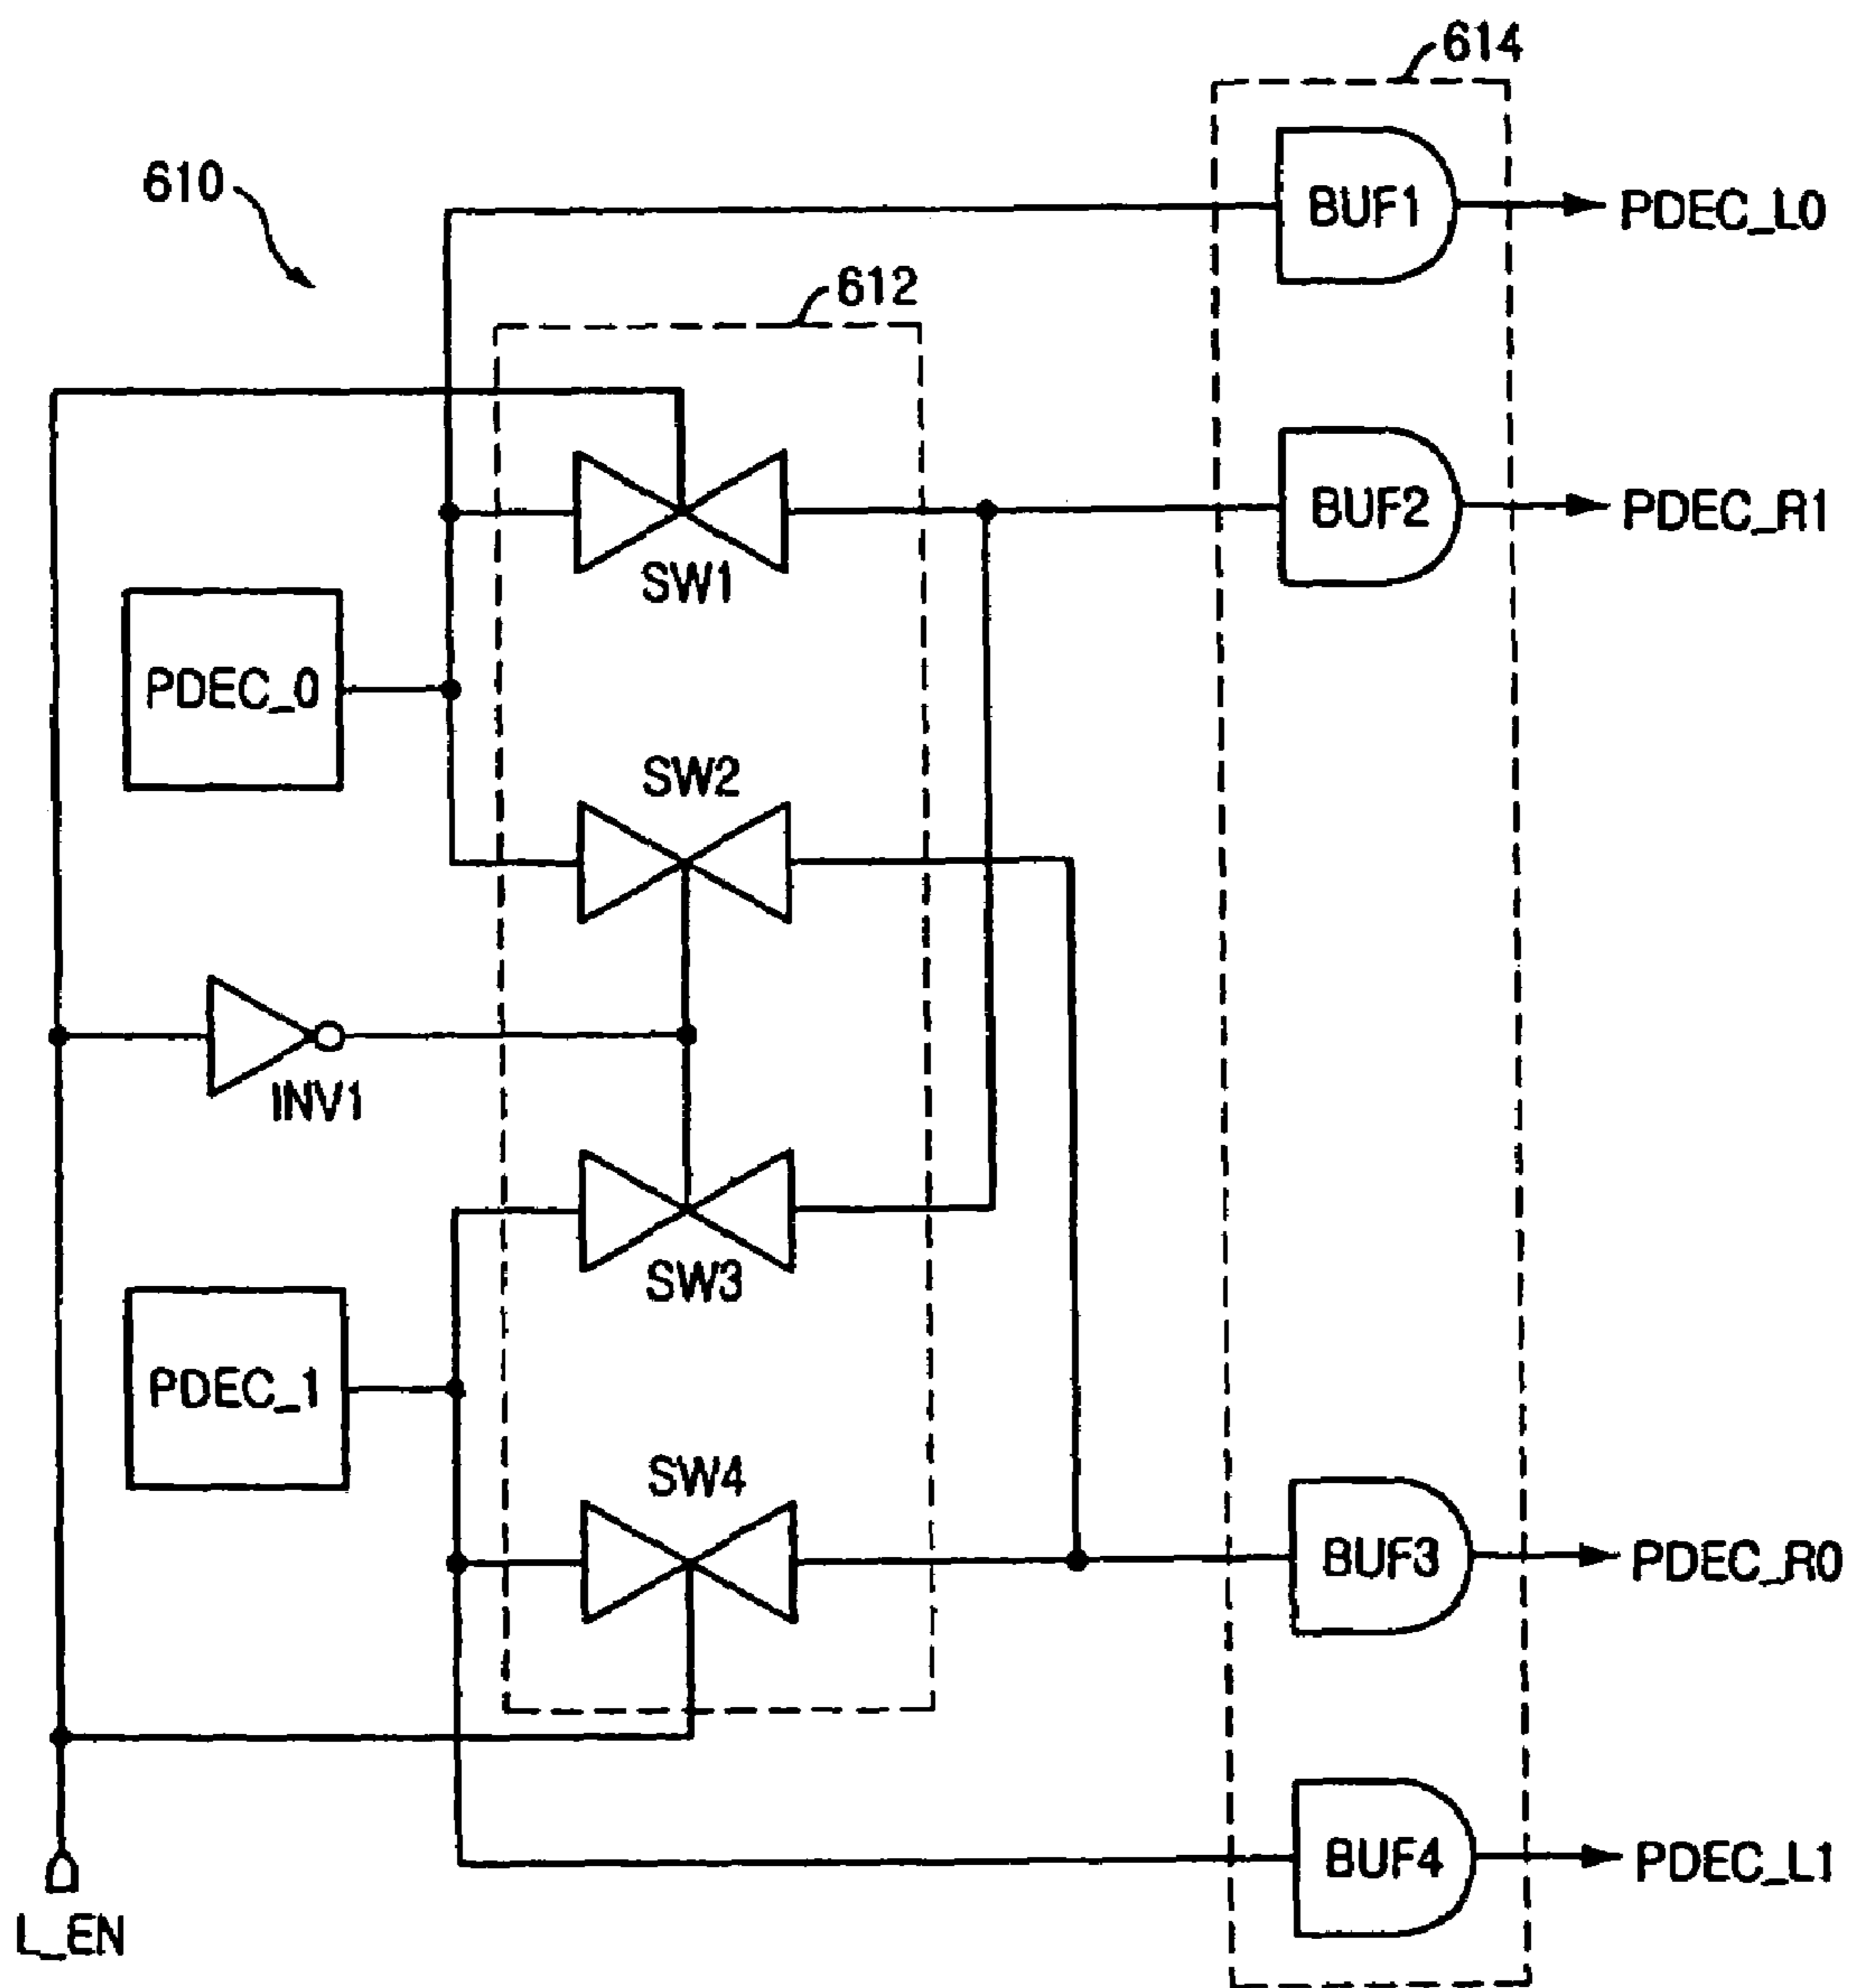 614
610
BUF1
PDEC_L0
612
BUF2
PDEC_R1
SW1
PDEC_0
SW2
INV1
SW3
PDEC_1
SW4
BUF3
PDEC_R0
BUF4
PDEC_L1
L_EN